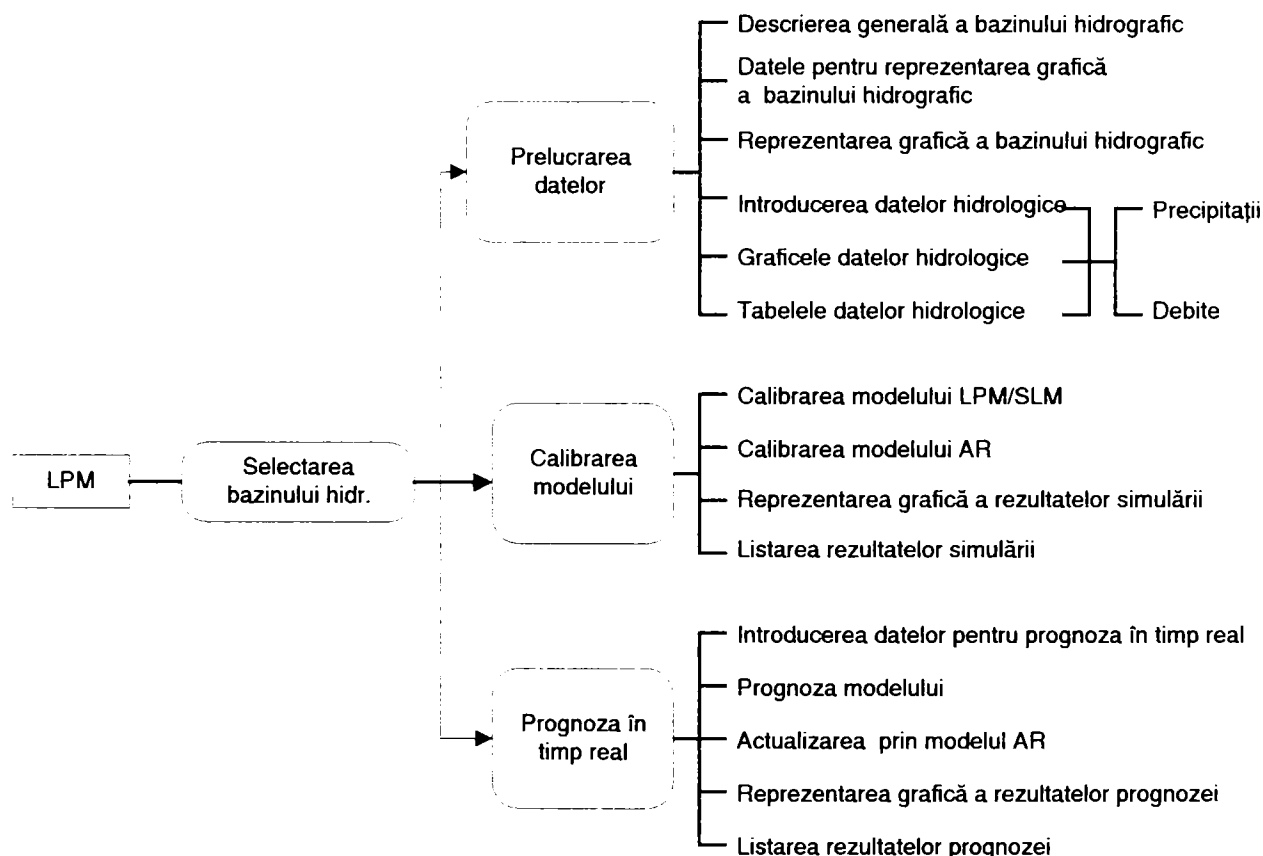 LPM
Selectarea
bazinului hidr.
Prelucrarea
datelor
Descrierea generală a bazinului hidrografic
Datele pentru reprezentarea grafică
a bazinului hidrografic
Reprezentarea grafică a bazinului hidrografic
Introducerea datelor hidrologice
Graficele datelor hidrologice
Tabelele datelor hidrologice
Precipitaţii
Debite
Calibrarea
modelului
Calibrarea modelului LPM/SLM
Calibrarea modelului AR
Reprezentarea grafică a rezultatelor simulării
Listarea rezultatelor simulării
Prognoza în
timp real
Introducerea datelor pentru prognoza în timp real
Prognoza modelului
Actualizarea prin modelul AR
Reprezentarea grafică a rezultatelor prognozei
Listarea rezultatelor prognozei